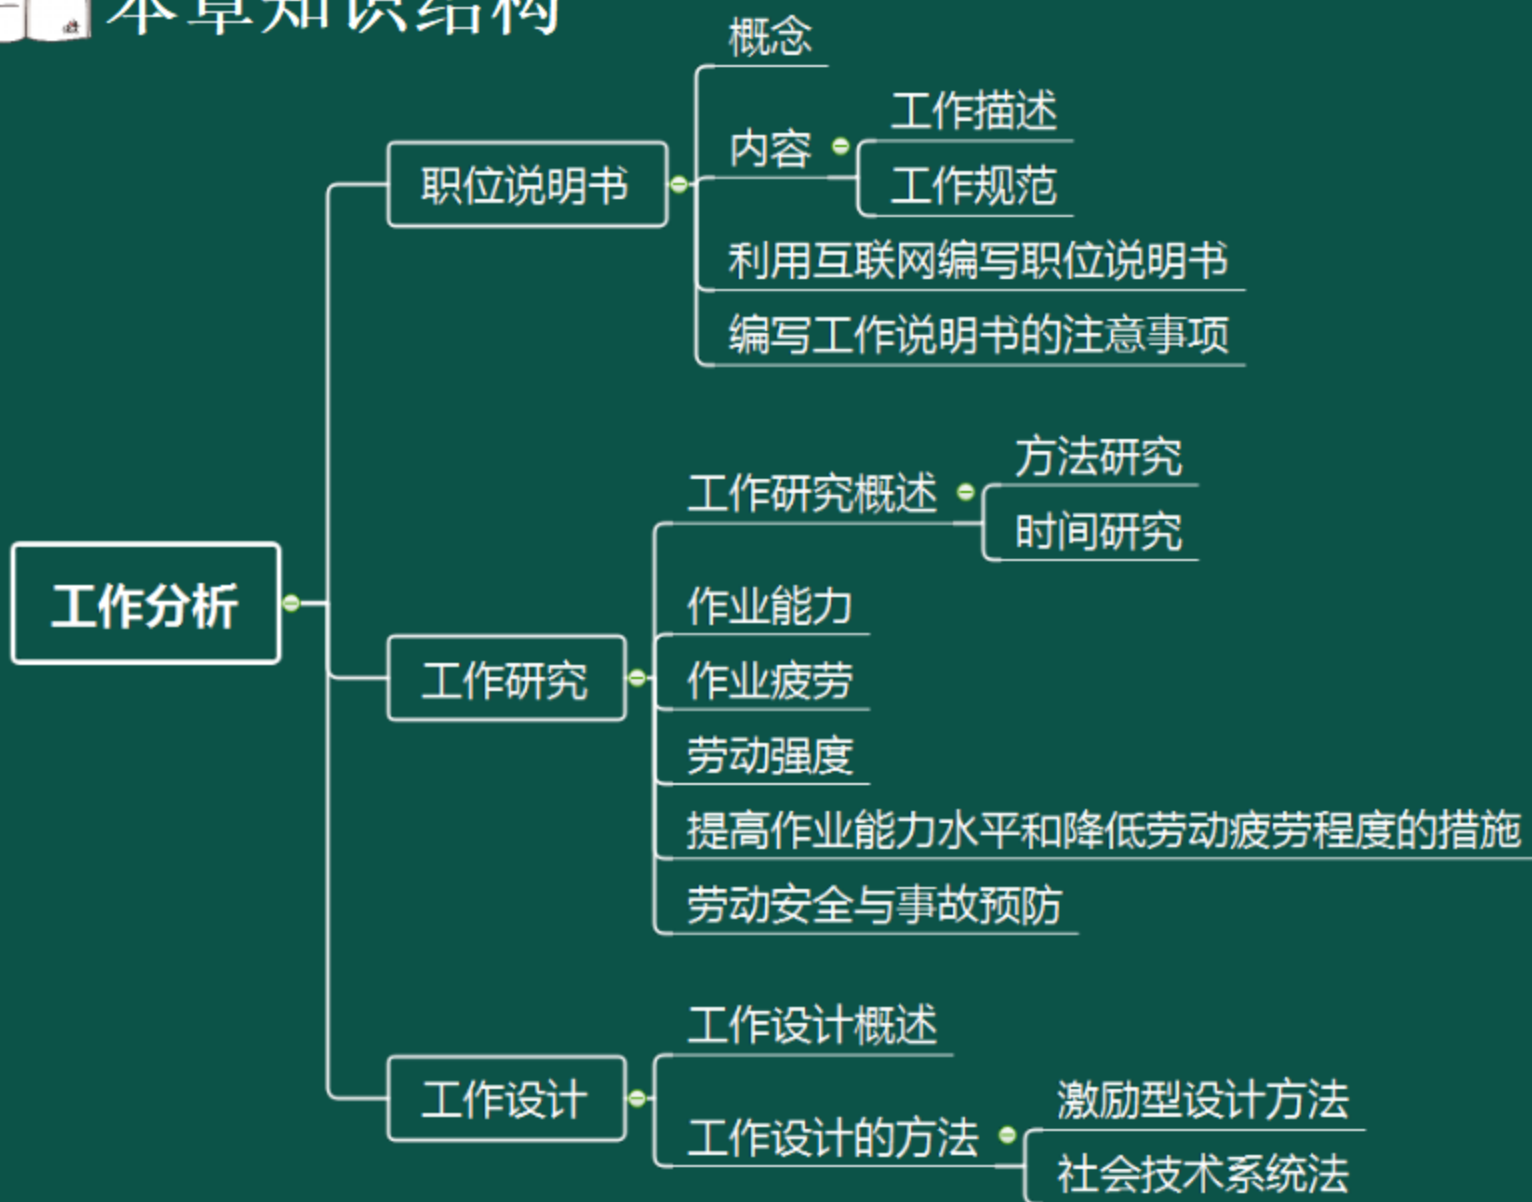 本章知识结构
概念
工作描述
内容
职位说明书
工作规范
利用互联网编写职位说明书
编写工作说明书的注意事项
方法研究
工作研究概述
时间研究
工作分析
作业能力
工作研究
作业疲劳
劳动强度
提高作业能力水平和降低劳动疲劳程度的措施
劳动安全与事故预防
工作设计概述
工作设计
激励型设计方法
工作设计的方法
社会技术系统法